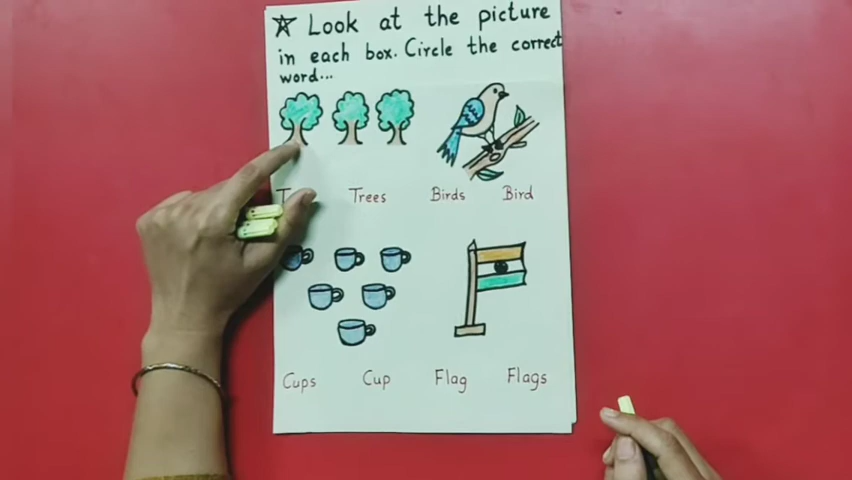 Look at the picture
in each box. Circle the correct
word...
Trees Birds Bird
Cups Cup Flag Flags